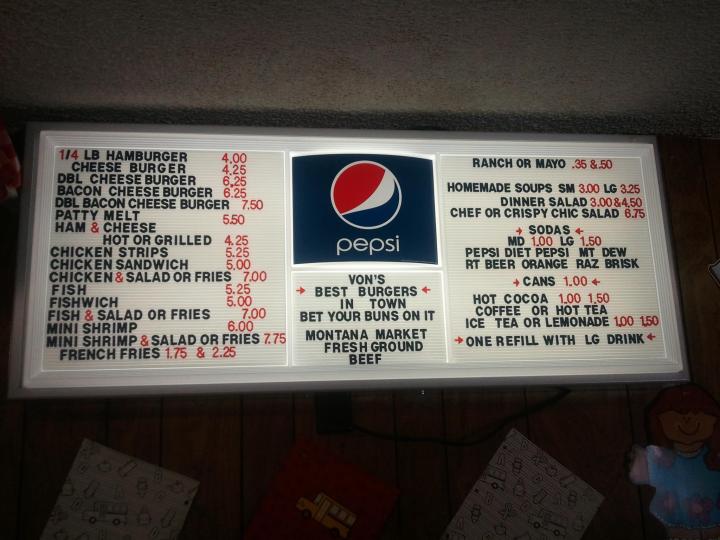 1/4 LB HAMBURGER 4.00
CHEESE BURGER 4.25
DBL CHEESE BURGER 6.25
BACON CHEESE BURGER 6.25
DBL BACON CHEESE BURGER 7.50
PATTY MELT 5.50
HAM & CHEESE
HOT OR GRILLED 4.25
CHICKEN STRIPS 5.25
CHICKEN SANDWICH 5.00
CHICKEN & SALAD OR FRIES 7.00
FISH 5.25
FISHWICH 5.00
FISH & SALAD OR FRIES 7.00
MINI SHRIMP 6.00
MINI SHRIMP & SALAD OR FRIES 7.75
FRENCH FRIES 1.75 & 2.25
pepsi
VON'S
→ BEST BURGERS ←
IN TOWN
BET YOUR BUNS ON IT
MONTANA MARKET
FRESH GROUND
BEEF
RANCH OR MAYO .35 & .50
HOMEMADE SOUPS SM 3.00 LG 3.25
DINNER SALAD 3.00 & 4.50
CHEF OR CRISPY CHIC SALAD 6.75
→ SODAS ←
MD 1.00 LG 1.50
PEPSI DIET PEPSI MT DEW
RT BEER ORANGE RAZ BRISK
→ CANS 1.00 ←
HOT COCOA 1.00 1.50
COFFEE OR HOT TEA
ICE TEA OR LEMONADE 1.00 1.50
→ ONE REFILL WITH LG DRINK ←